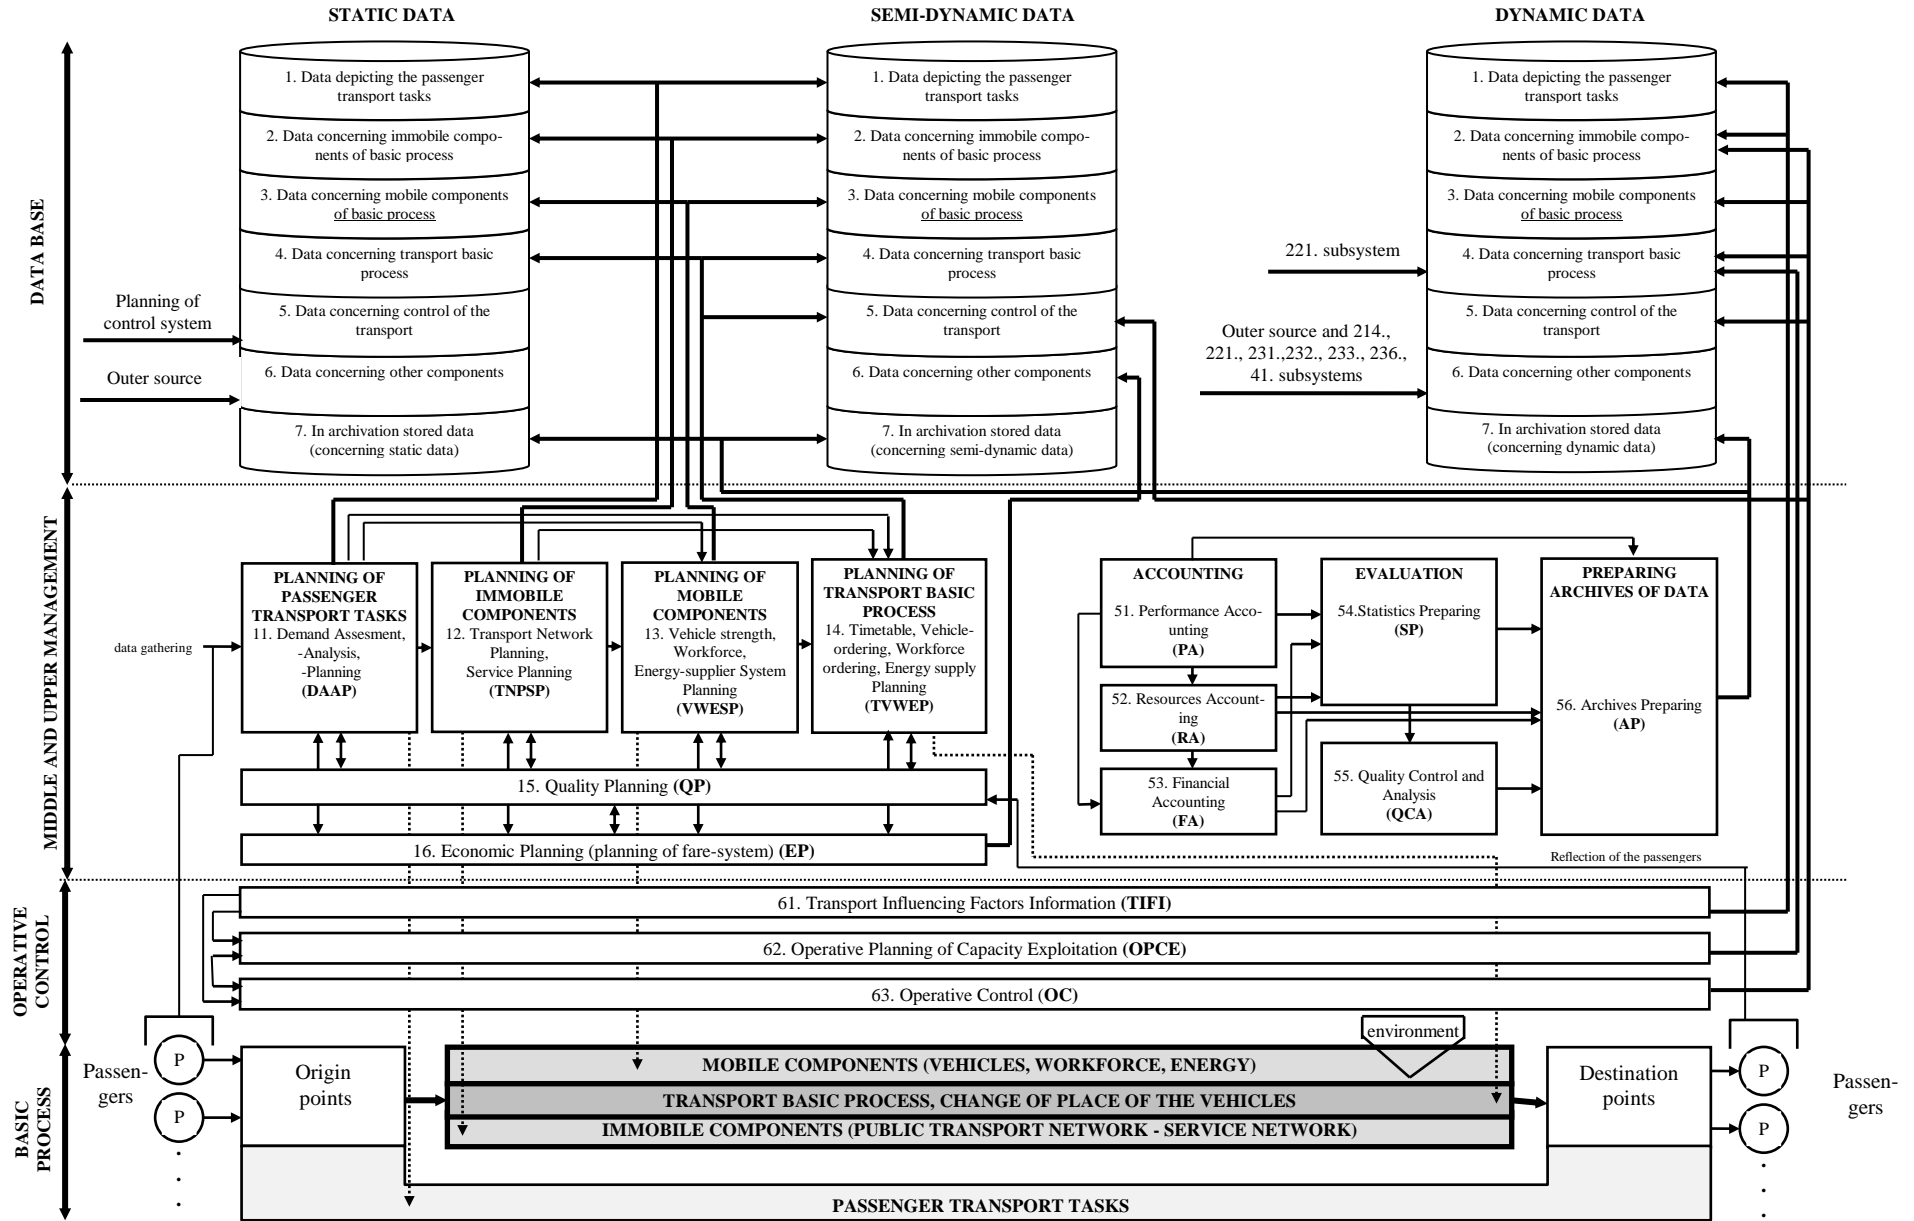 STATIC DATA
SEMI-DYNAMIC DATA
DYNAMIC DATA
DATA BASE
1. Data depicting the passenger
transport tasks
2. Data concerning immobile compo-
nents of basic process
3. Data concerning mobile components
of basic process
4. Data concerning transport basic
process
5. Data concerning control of the
transport
6. Data concerning other components
7. In archivation stored data
(concerning static data)
Planning of
control system
Outer source
1. Data depicting the passenger
transport tasks
2. Data concerning immobile compo-
nents of basic process
3. Data concerning mobile components
of basic process
4. Data concerning transport basic
process
5. Data concerning control of the
transport
6. Data concerning other components
7. In archivation stored data
(concerning semi-dynamic data)
221. subsystem
Outer source and 214.,
221., 231.,232., 233., 236.,
41. subsystems
1. Data depicting the passenger
transport tasks
2. Data concerning immobile compo-
nents of basic process
3. Data concerning mobile components
of basic process
4. Data concerning transport basic
process
5. Data concerning control of the
transport
6. Data concerning other components
7. In archivation stored data
(concerning dynamic data)
MIDDLE AND UPPER MANAGEMENT
data gathering
PLANNING OF
PASSENGER
TRANSPORT TASKS
11. Demand Assesment,
-Analysis,
-Planning
(DAAP)
PLANNING OF
IMMOBILE
COMPONENTS
12. Transport Network
Planning,
Service Planning
(TNPSP)
PLANNING OF
MOBILE
COMPONENTS
13. Vehicle strength,
Workforce,
Energy-supplier System
Planning
(VWESP)
PLANNING OF
TRANSPORT BASIC
PROCESS
14. Timetable, Vehicle-
ordering, Workforce
ordering, Energy supply
Planning
(TVWEP)
15. Quality Planning (QP)
16. Economic Planning (planning of fare-system) (EP)
ACCOUNTING
51. Performance Acco-
unting
(PA)
52. Resources Account-
ing
(RA)
53. Financial
Accounting
(FA)
EVALUATION
54.Statistics Preparing
(SP)
55. Quality Control and
Analysis
(QCA)
PREPARING
ARCHIVES OF DATA
56. Archives Preparing
(AP)
Reflection of the passengers
OPERATIVE
CONTROL
61. Transport Influencing Factors Information (TIFI)
62. Operative Planning of Capacity Exploitation (OPCE)
63. Operative Control (OC)
BASIC
PROCESS
Passen-
gers
P
P
Origin
points
environment
MOBILE COMPONENTS (VEHICLES, WORKFORCE, ENERGY)
TRANSPORT BASIC PROCESS, CHANGE OF PLACE OF THE VEHICLES
IMMOBILE COMPONENTS (PUBLIC TRANSPORT NETWORK - SERVICE NETWORK)
Destination
points
P
P
Passen-
gers
PASSENGER TRANSPORT TASKS